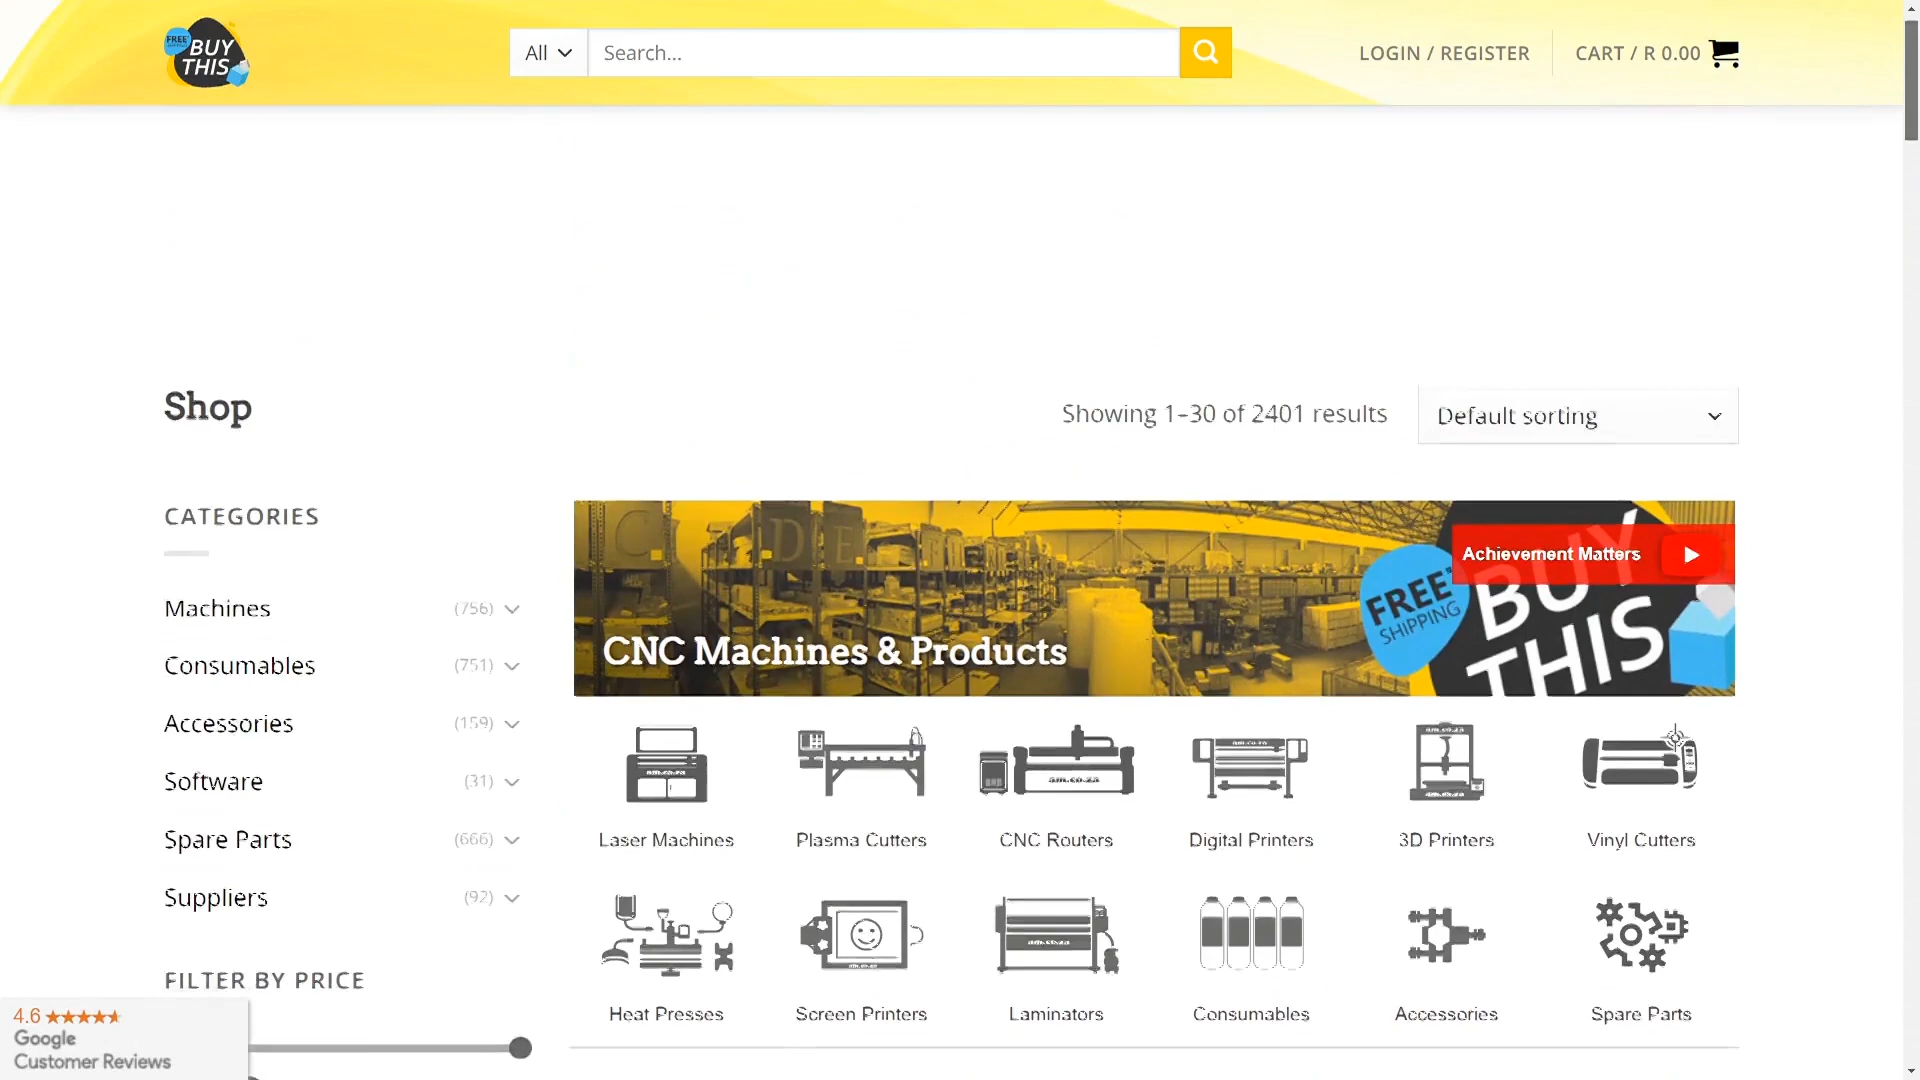 FREE BUY THIS
All
Search...
LOGIN / REGISTER
CART / R 0.00
Shop
Showing 1–30 of 2401 results
Default sorting
CATEGORIES
Machines (756)
Consumables (751)
Accessories (159)
Software (31)
Spare Parts (666)
Suppliers (92)
FILTER BY PRICE
4.6
Google
Customer Reviews
C D E
CNC Machines & Products
FREE SHIPPING
BUY THIS
Achievement Matters
Laser Machines
Plasma Cutters
CNC Routers
Digital Printers
3D Printers
Vinyl Cutters
Heat Presses
Screen Printers
Laminators
Consumables
Accessories
Spare Parts